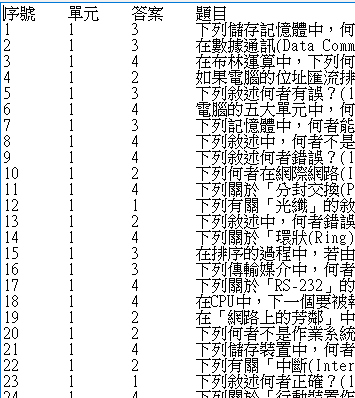 序號 單元 答案 題目
1 1 3 下列儲存記憶體中，何
2 1 3 在數據通訊(Data Comm
3 1 4 在布林運算中，下列何
4 1 2 如果電腦的位址匯流排
5 1 3 下列敘述何者有誤？(1
6 1 4 電腦的五大單元中，何
7 1 3 下列記憶體中，何者能
8 1 4 下列敘述中，何者不是
9 1 4 下列敘述何者錯誤？(1
10 1 2 下列何者在網際網路(I
11 1 4 下列關於「分封交換(P
12 1 1 下列有關「光纖」的敘
13 1 2 下列敘述中，何者錯誤
14 1 4 下列關於「環狀(Ring)
15 1 3 在排序的過程中，若由
16 1 3 下列傳輸媒介中，何者
17 1 4 下列關於「RS-232」的
18 1 4 在CPU中，下一個要被執
19 1 2 在「網路上的芳鄰」中
20 1 2 下列何者不是作業系統
21 1 4 下列儲存裝置中，何者
22 1 2 下列有關「中斷(Inter
23 1 1 下列敘述何者正確？(1
24 1 4 下列關於「行動裝置作